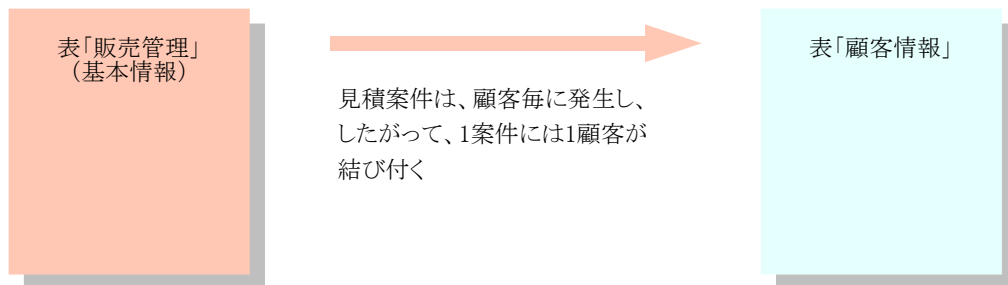 表「販売管理」
（基本情報）
見積案件は、顧客毎に発生し、
したがって、1案件には1顧客が
結び付く
表「顧客情報」